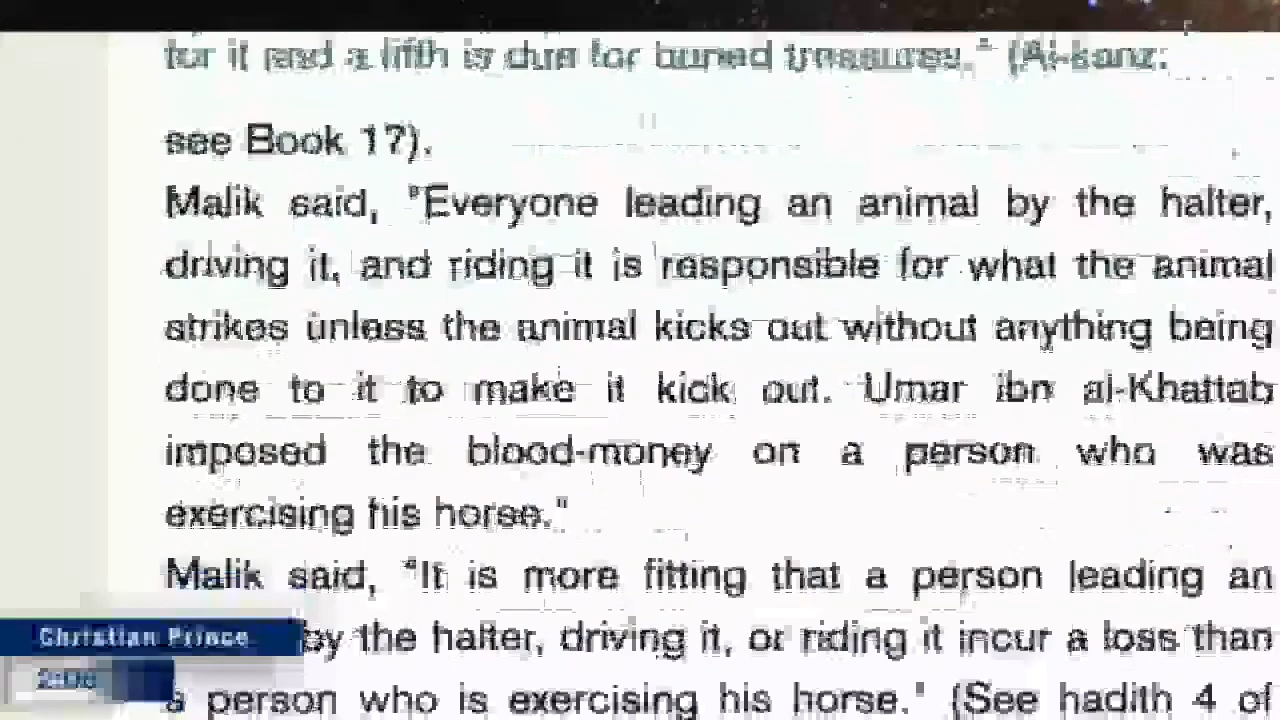 for it and a fifth is due for buried treasures." (Al-kanz:
see Book 17).
Malik said, "Everyone leading an animal by the halter,
driving it, and riding it is responsible for what the animal
strikes unless the animal kicks out without anything being
done to it to make it kick out. Umar ibn al-Khattab
imposed the blood-money on a person who was
exercising his horse."
Malik said, "It is more fitting that a person leading an
by the halter, driving it, or riding it incur a loss than
a person who is exercising his horse." (See hadith 4 of
Christian Prince